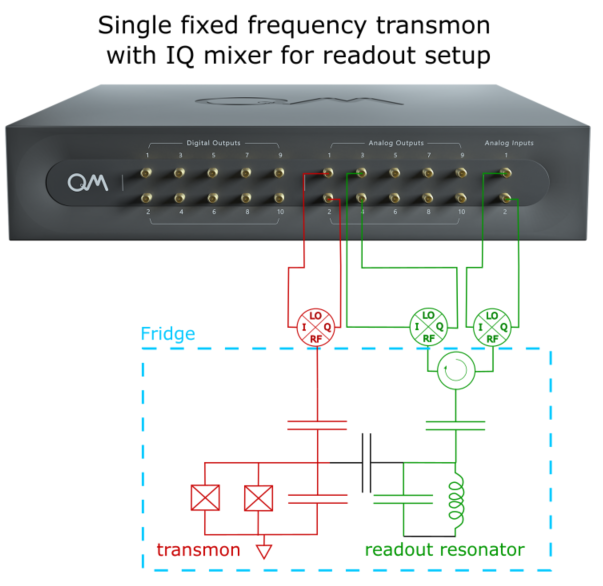 Single fixed frequency transmon
with IQ mixer for readout setup
QM
Digital Outputs Analog Outputs Analog Inputs
1 3 5 7 9 1 3 5 7 9 1
QM
2 4 6 8 10 2 4 6 8 10 2
LO LO LO
I Q I Q I Q
RF RF RF
Fridge
transmon readout resonator